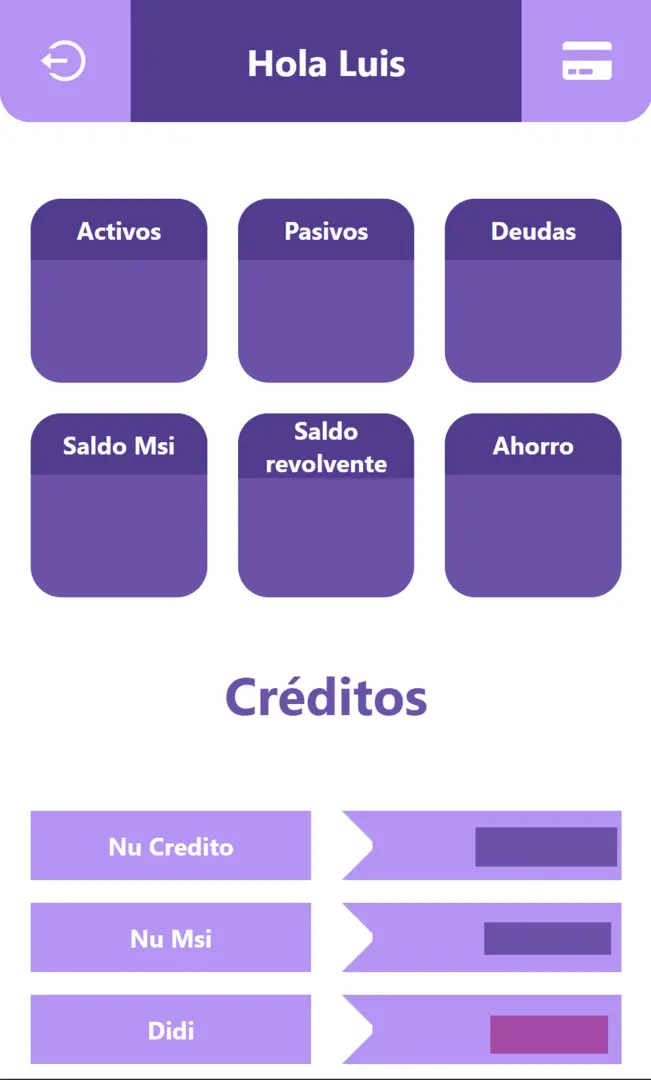 Hola Luis
Activos
Pasivos
Deudas
Saldo Msi
Saldo
revolvente
Ahorro
Créditos
Nu Credito
Nu Msi
Didi